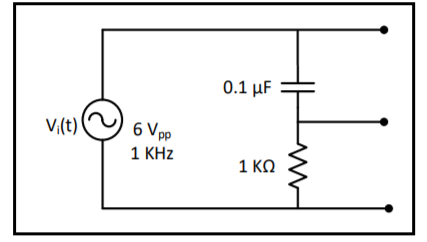 0.1 µF
Vᵢ(t)
6 Vₚₚ
1 KHz
1 KΩ